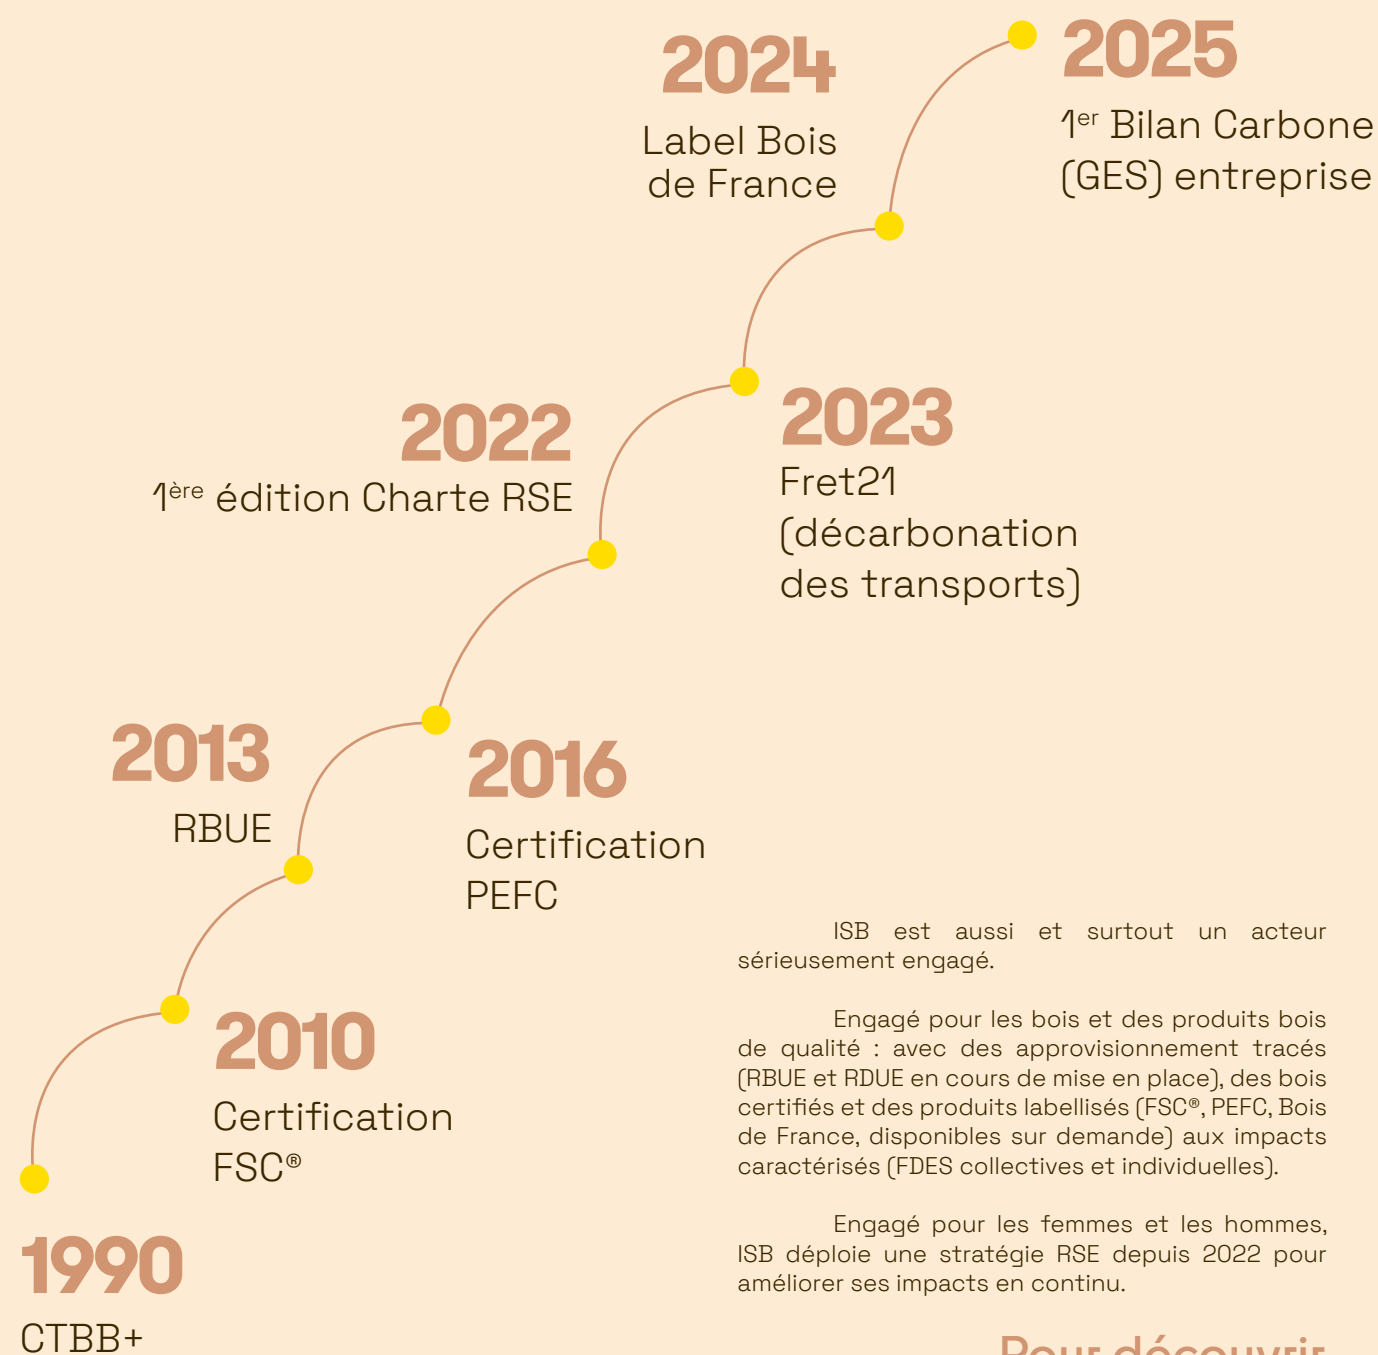 2025
1er Bilan Carbone
(GES) entreprise
2024
Label Bois
de France
2023
Fret21
(décarbonation
des transports)
2022
1ère édition Charte RSE
2016
Certification
PEFC
2013
RBUE
2010
Certification
FSC®
1990
CTBB+
ISB est aussi et surtout un acteur
sérieusement engagé.
Engagé pour les bois et des produits bois
de qualité : avec des approvisionnement tracés
(RBUE et RDUE en cours de mise en place), des bois
certifiés et des produits labellisés (FSC®, PEFC, Bois
de France, disponibles sur demande) aux impacts
caractérisés (FDES collectives et individuelles).
Engagé pour les femmes et les hommes,
ISB déploie une stratégie RSE depuis 2022 pour
améliorer ses impacts en continu.
Pour découvrir